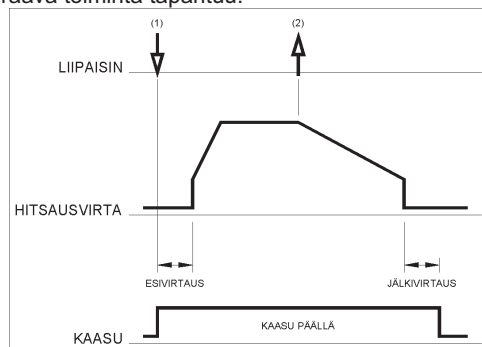 raava toiminta tapahtuu:
(1) (2)
LIIPAISIN
HITSAUSVIRTA
ESIVIRTAUS JÄLKIVIRTAUS
KAASU PÄÄLLÄ
KAASU